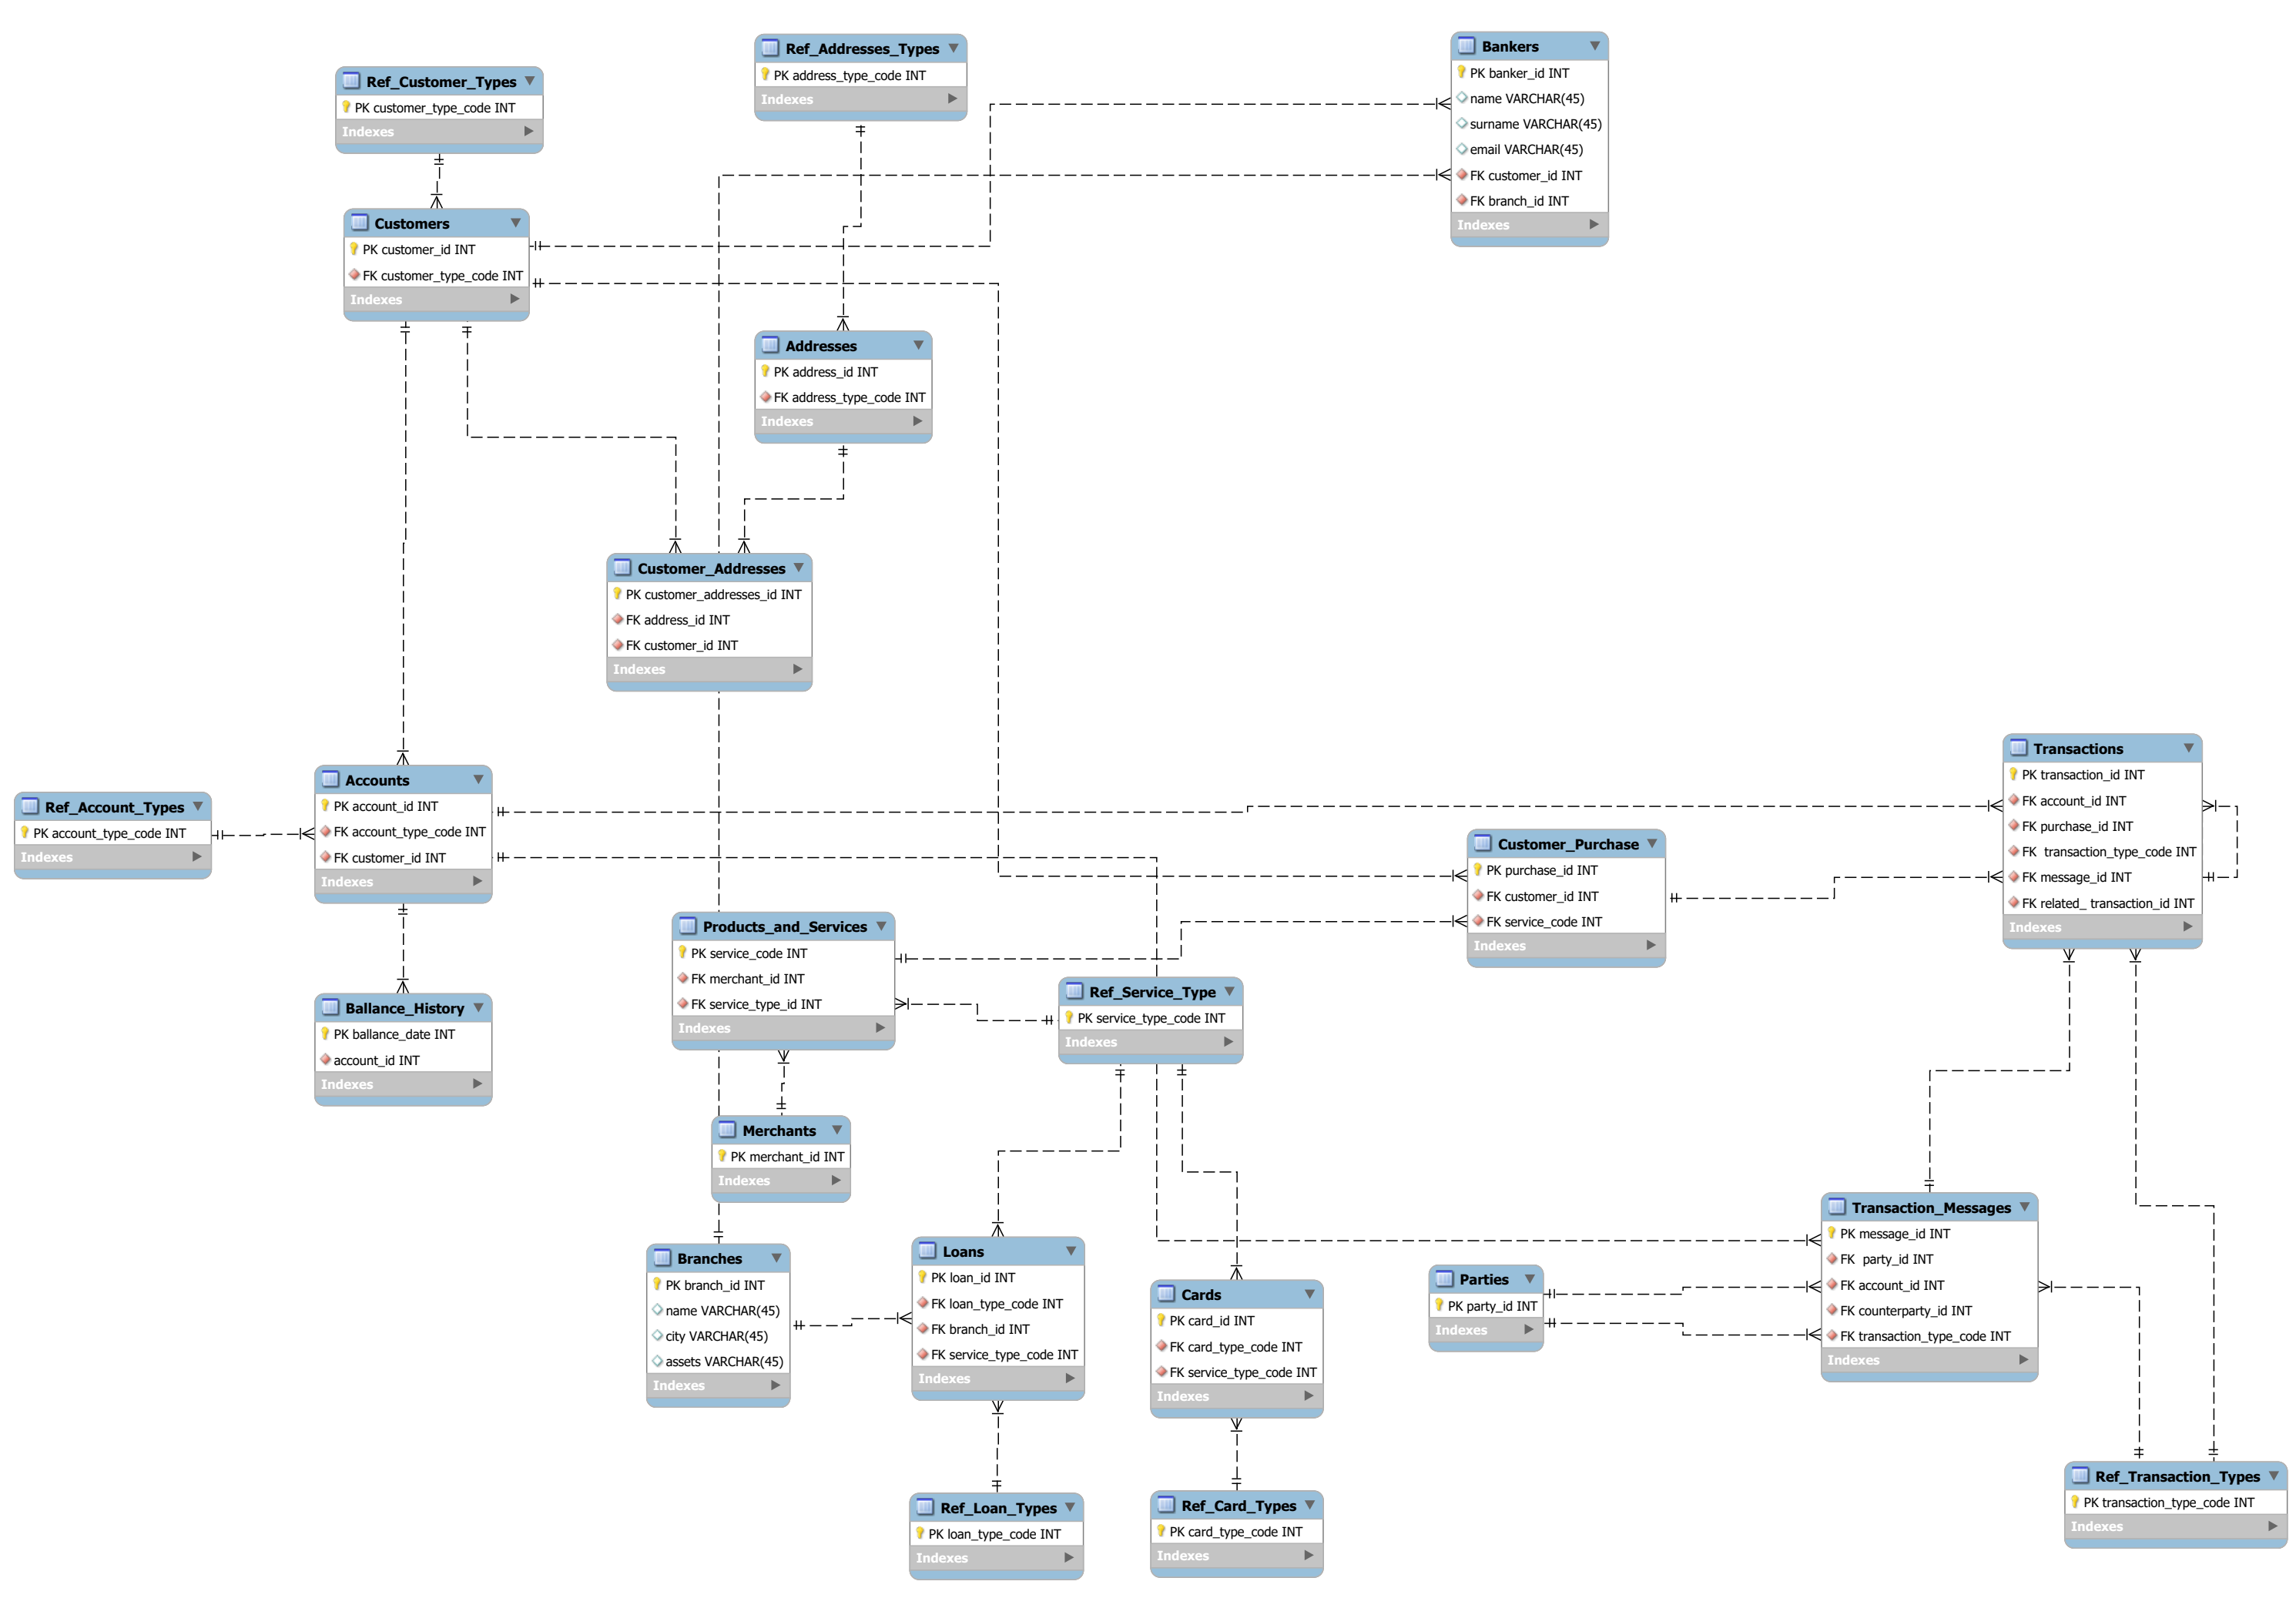 Ref_Customer_Types
PK customer_type_code INT
Indexes
Ref_Addresses_Types
PK address_type_code INT
Indexes
Bankers
PK banker_id INT
name VARCHAR(45)
surname VARCHAR(45)
email VARCHAR(45)
FK customer_id INT
FK branch_id INT
Indexes
Customers
PK customer_id INT
FK customer_type_code INT
Indexes
Addresses
PK address_id INT
FK address_type_code INT
Indexes
Customer_Addresses
PK customer_addresses_id INT
FK address_id INT
FK customer_id INT
Indexes
Ref_Account_Types
PK account_type_code INT
Indexes
Accounts
PK account_id INT
FK account_type_code INT
FK customer_id INT
Indexes
Transactions
PK transaction_id INT
FK account_id INT
FK purchase_id INT
FK  transaction_type_code INT
FK message_id INT
FK related_ transaction_id INT
Indexes
Customer_Purchase
PK purchase_id INT
FK customer_id INT
FK service_code INT
Indexes
Products_and_Services
PK service_code INT
FK merchant_id INT
FK service_type_id INT
Indexes
Ref_Service_Type
PK service_type_code INT
Indexes
Ballance_History
PK ballance_date INT
account_id INT
Indexes
Merchants
PK merchant_id INT
Indexes
Branches
PK branch_id INT
name VARCHAR(45)
city VARCHAR(45)
assets VARCHAR(45)
Indexes
Loans
PK loan_id INT
FK loan_type_code INT
FK branch_id INT
FK service_type_code INT
Indexes
Cards
PK card_id INT
FK card_type_code INT
FK service_type_code INT
Indexes
Parties
PK party_id INT
Indexes
Transaction_Messages
PK message_id INT
FK  party_id INT
FK account_id INT
FK counterparty_id INT
FK transaction_type_code INT
Indexes
Ref_Loan_Types
PK loan_type_code INT
Indexes
Ref_Card_Types
PK card_type_code INT
Indexes
Ref_Transaction_Types
PK transaction_type_code INT
Indexes